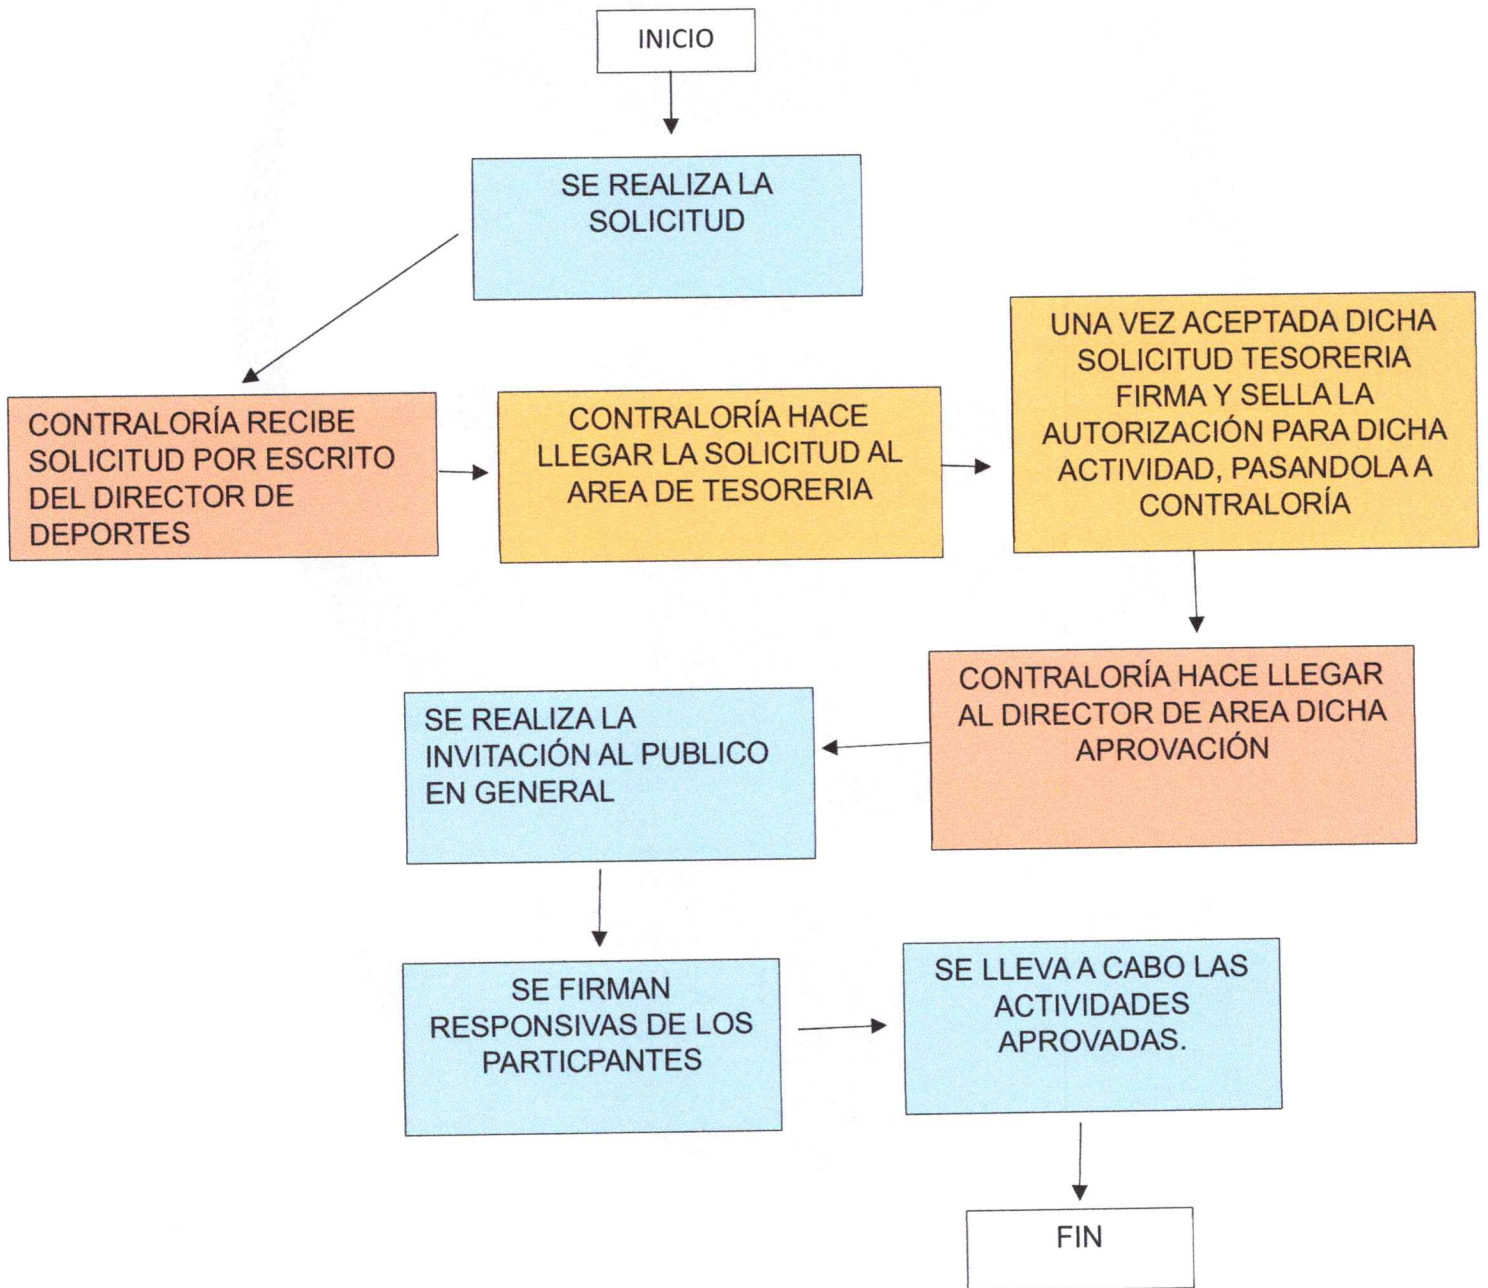 INICIO
SE REALIZA LA
SOLICITUD
CONTRALORÍA RECIBE
SOLICITUD POR ESCRITO
DEL DIRECTOR DE
DEPORTES
CONTRALORÍA HACE
LLEGAR LA SOLICITUD AL
AREA DE TESORERIA
UNA VEZ ACEPTADA DICHA
SOLICITUD TESORERIA
FIRMA Y SELLA LA
AUTORIZACIÓN PARA DICHA
ACTIVIDAD, PASANDOLA A
CONTRALORÍA
CONTRALORÍA HACE LLEGAR
AL DIRECTOR DE AREA DICHA
APROVACIÓN
SE REALIZA LA
INVITACIÓN AL PUBLICO
EN GENERAL
SE FIRMAN
RESPONSIVAS DE LOS
PARTICPANTES
SE LLEVA A CABO LAS
ACTIVIDADES
APROVADAS.
FIN